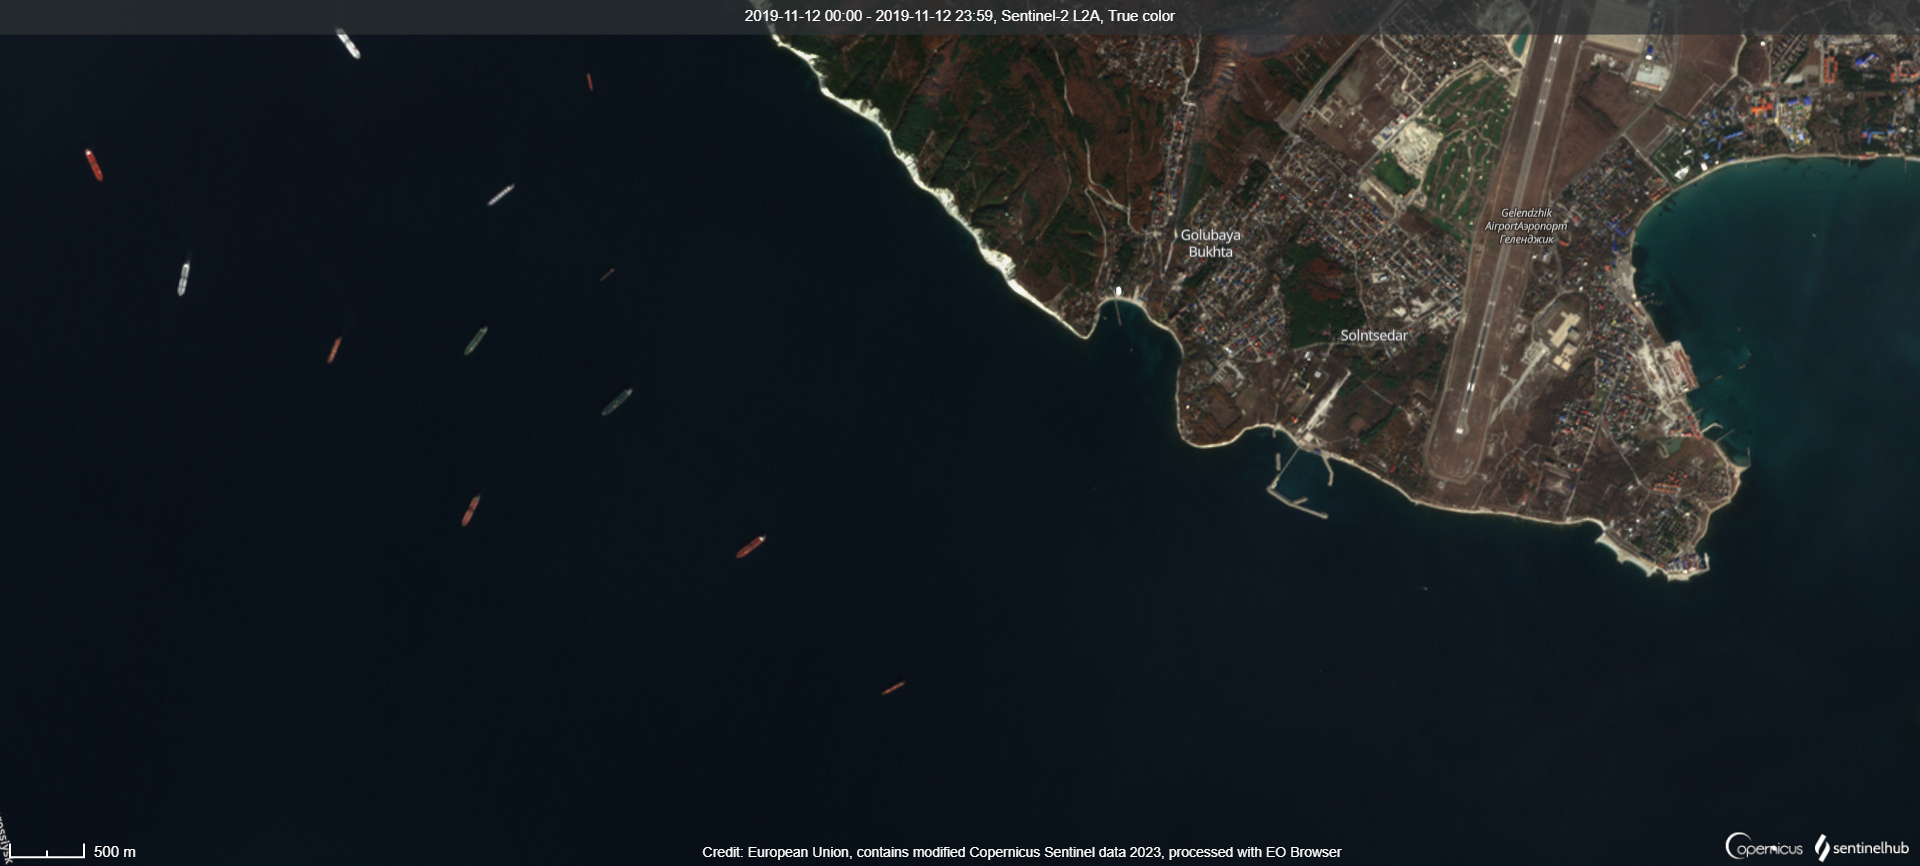 2019-11-12 00:00 - 2019-11-12 23:59, Sentinel-2 L2A, True color
Gelendzhik
AirportАэропорт
Геленджик
Golubaya
Bukhta
Solntsedar
500 m
Credit: European Union, contains modified Copernicus Sentinel data 2023, processed with EO Browser
opernicus
sentinelhub